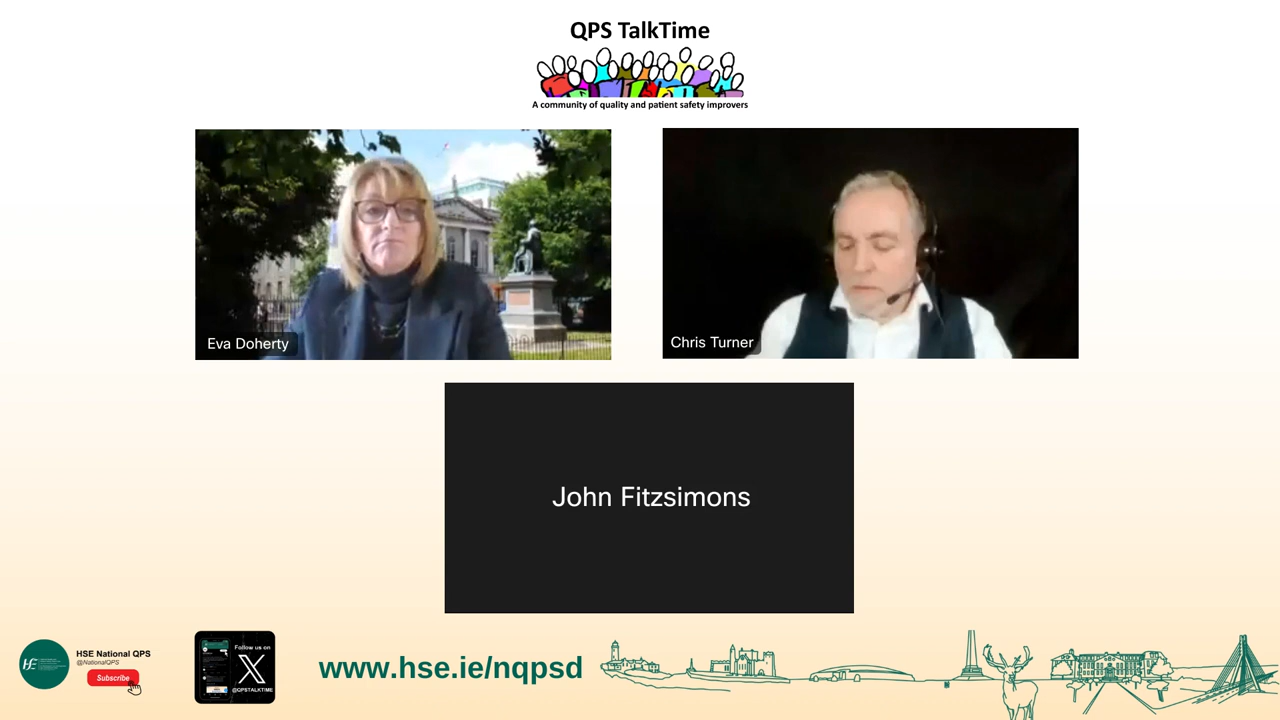 QPS TalkTime
A community of quality and patient safety improvers
Eva Doherty
Chris Turner
John Fitzsimons
HSE National QPS
@NationalQPS
Subscribe
Follow us on
X
@QPSTALKTIME
www.hse.ie/nqpsd